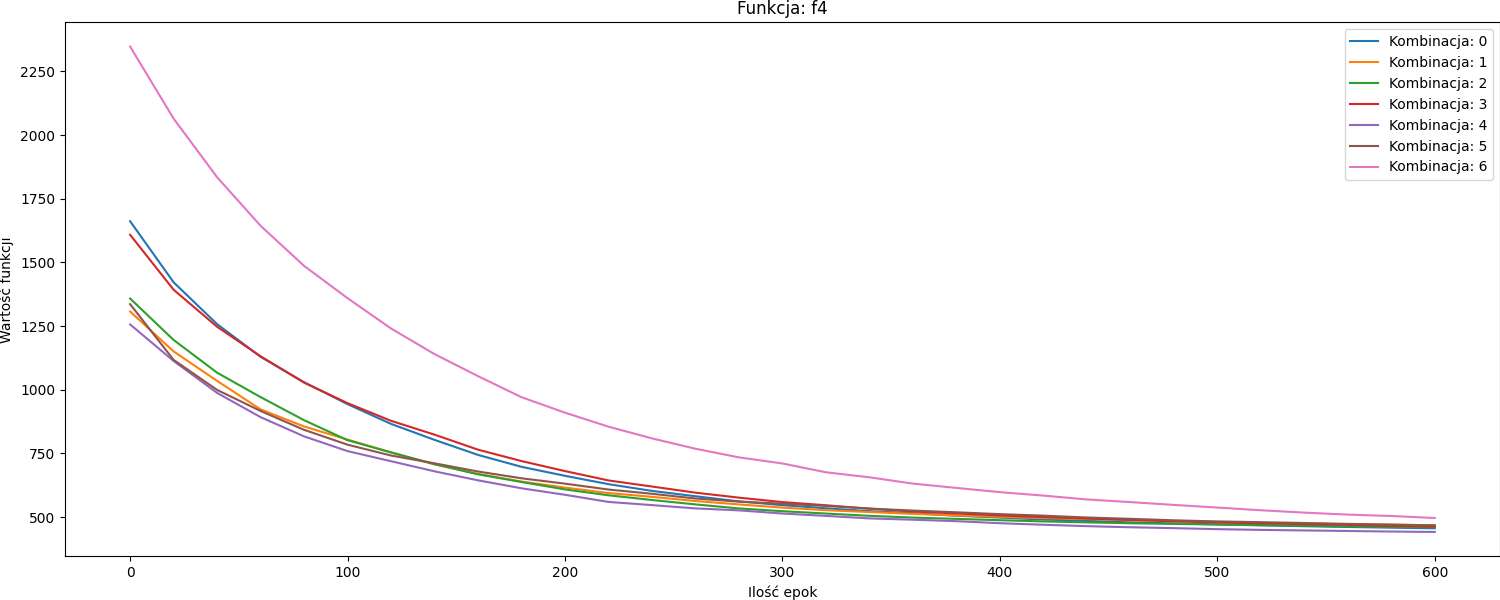 Funkcja: f4
Kombinacja: 0
Kombinacja: 1
Kombinacja: 2
Kombinacja: 3
Kombinacja: 4
Kombinacja: 5
Kombinacja: 6
2250
2000
1750
1500
1250
1000
750
500
Wartość funkcji
0 100 200 300 400 500 600
Ilość epok